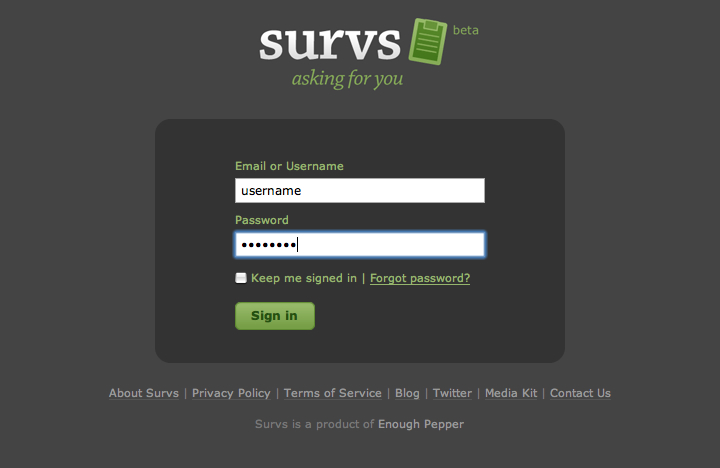 survs beta
asking for you
Email or Username
username
Password
••••••••
Keep me signed in | Forgot password?
Sign in
About Survs | Privacy Policy | Terms of Service | Blog | Twitter | Media Kit | Contact Us
Survs is a product of Enough Pepper